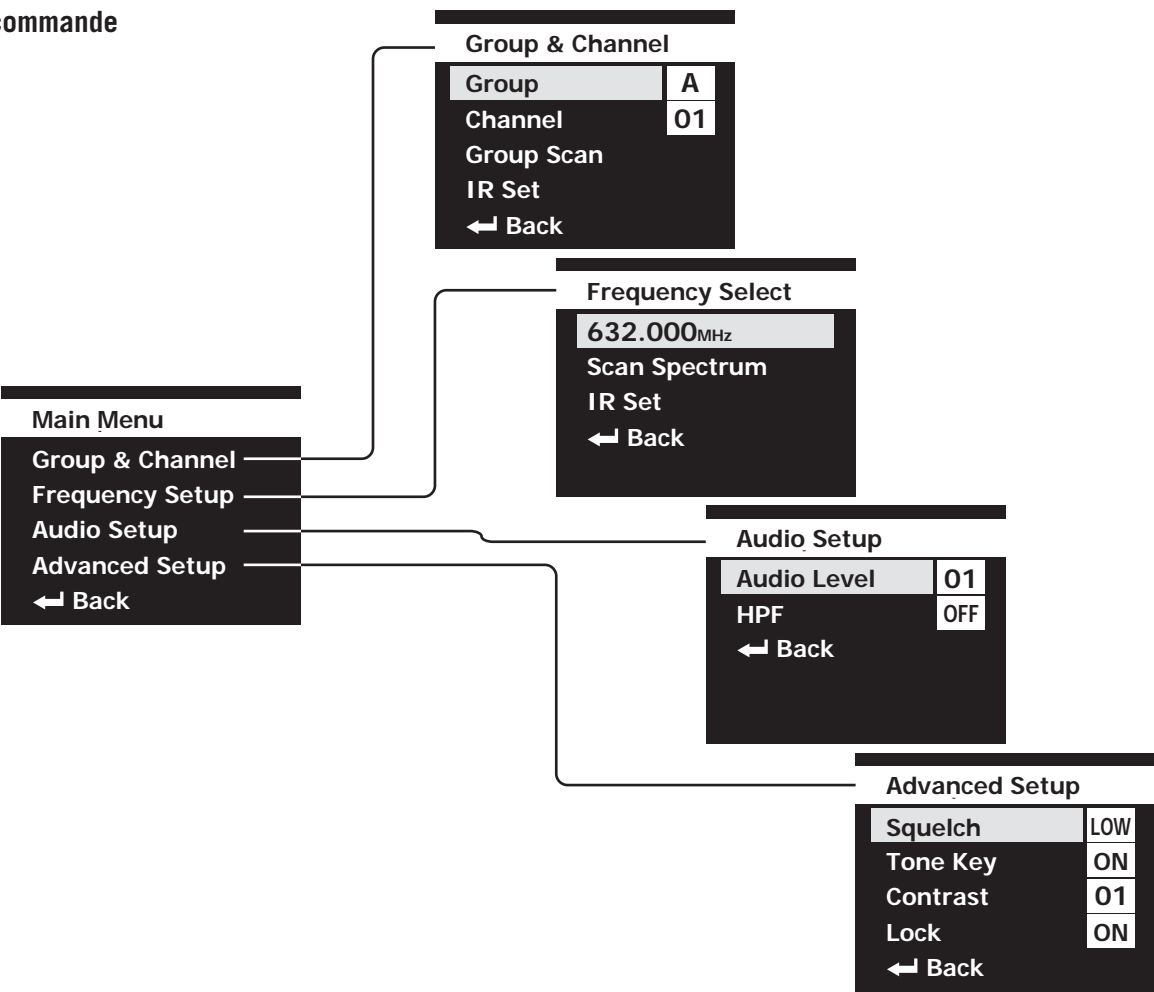 commande
Group & Channel
Group A
Channel 01
Group Scan
IR Set
Back
Frequency Select
632.000MHz
Scan Spectrum
IR Set
Back
Main Menu
Group & Channel
Frequency Setup
Audio Setup
Advanced Setup
Back
Audio Setup
Audio Level 01
HPF OFF
Back
Advanced Setup
Squelch LOW
Tone Key ON
Contrast 01
Lock ON
Back